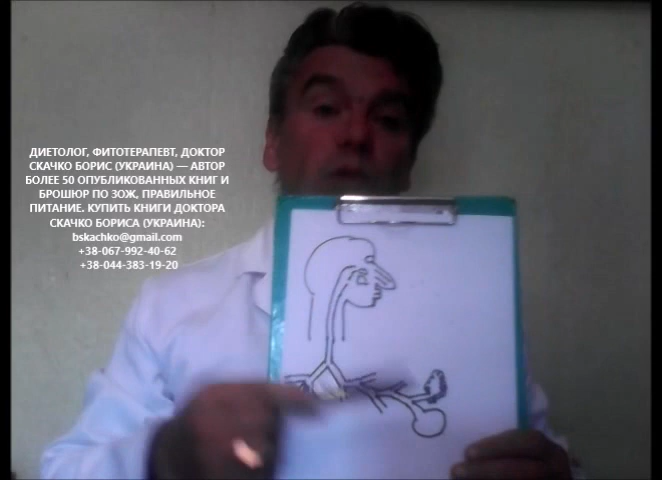 ДИЕТОЛОГ, ФИТОТЕРАПЕВТ, ДОКТОР
СКАЧКО БОРИС (УКРАИНА) — АВТОР
БОЛЕЕ 50 ОПУБЛИКОВАННЫХ КНИГ И
БРОШЮР ПО ЗОЖ, ПРАВИЛЬНОЕ
ПИТАНИЕ. КУПИТЬ КНИГИ ДОКТОРА
СКАЧКО БОРИСА (УКРАИНА):
bskachko@gmail.com
+38-067-992-40-62
+38-044-383-19-20